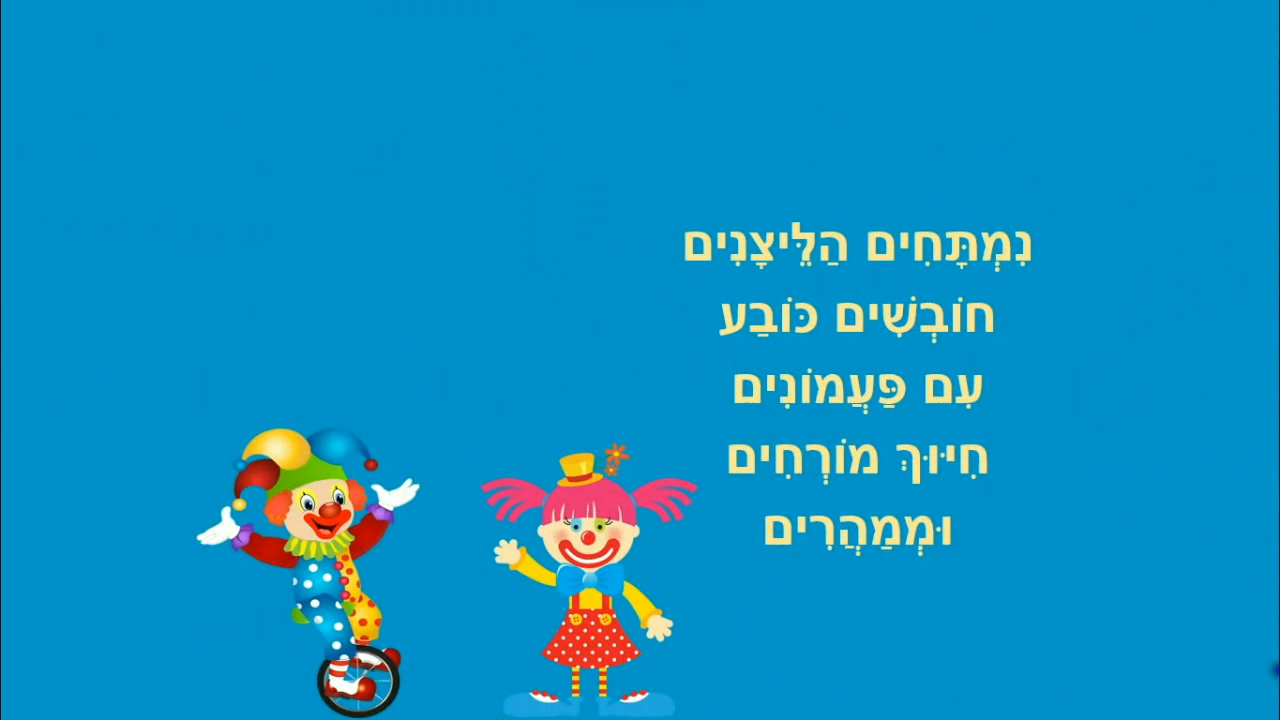 נִמְתָּחִים הַלֵּיצָנִים
חוֹבְשִׁים כּוֹבַע
עִם פַּעֲמוֹנִים
חִיּוּךְ מוֹרְחִים
וּמְמַהֲרִים